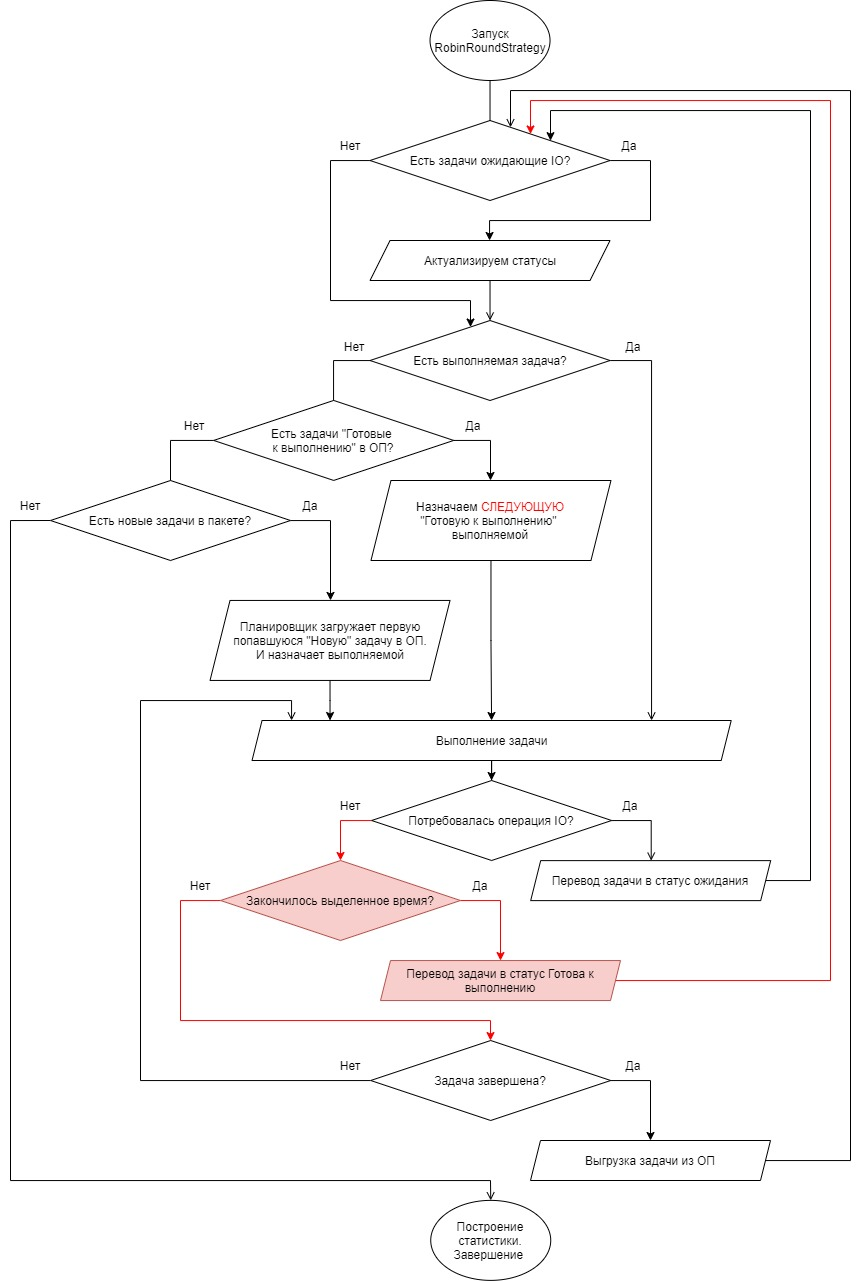 Запуск
RobinRoundStrategy
Нет
Да
Есть задачи ожидающие IO?
Актуализируем статусы
Нет
Да
Есть выполняемая задача?
Нет
Да
Есть задачи "Готовые
к выполнению" в ОП?
Нет
Да
Есть новые задачи в пакете?
Назначаем СЛЕДУЮЩУЮ
"Готовую к выполнению"
выполняемой
Планировщик загружает первую
попавшуюся "Новую" задачу в ОП.
И назначает выполняемой
Выполнение задачи
Нет
Да
Потребовалась операция IO?
Перевод задачи в статус ожидания
Нет
Да
Закончилось выделенное время?
Перевод задачи в статус Готова к
выполнению
Нет
Да
Задача завершена?
Выгрузка задачи из ОП
Построение
статистики.
Завершение